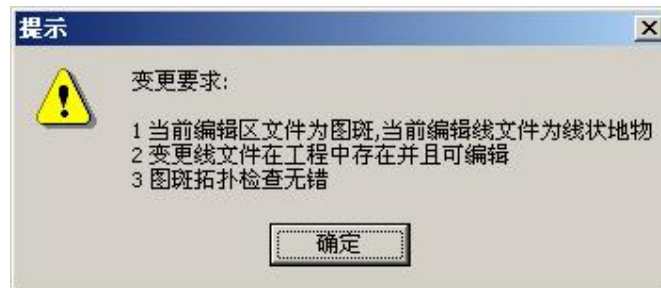 提示
变更要求:
1 当前编辑区文件为图斑,当前编辑线文件为线状地物
2 变更线文件在工程中存在并且可编辑
3 图斑拓扑检查无错
确定